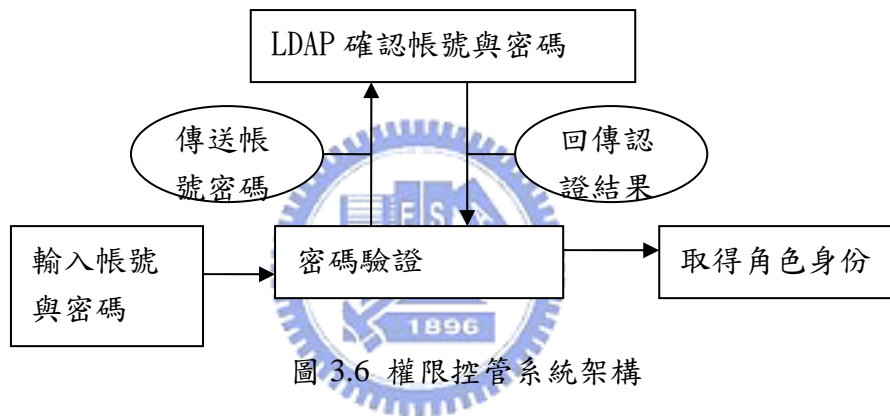 LDAP 確認帳號與密碼
傳送帳
號密碼
回傳認
證結果
輸入帳號
與密碼
密碼驗證
取得角色身份
1896
圖 3.6 權限控管系統架構